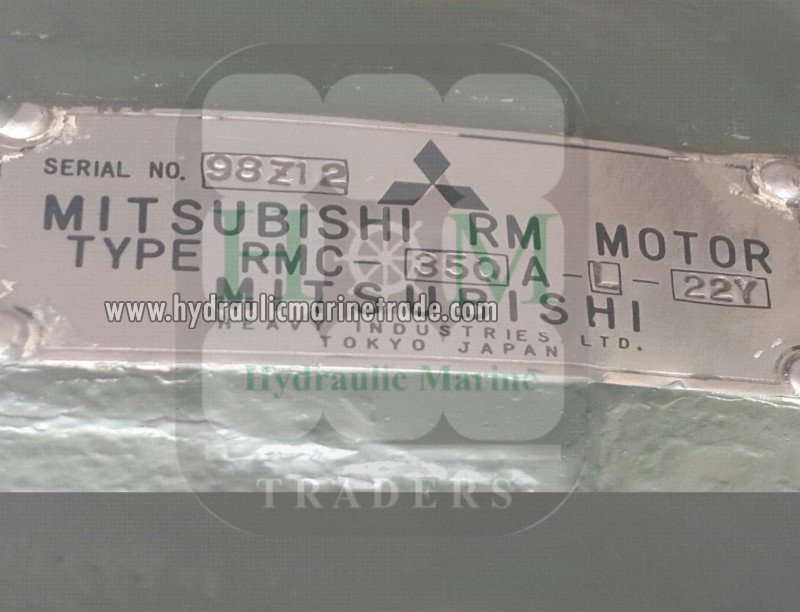 SERIAL NO. 98Z12
MITSUBISHI RM MOTOR
TYPE RMC-350A-L-22Y
MITSUBISHI
HEAVY INDUSTRIES LTD.
TOKYO JAPAN
H M
www.hydraulicmarinetrade.com
Hydraulic Marine
TRADERS